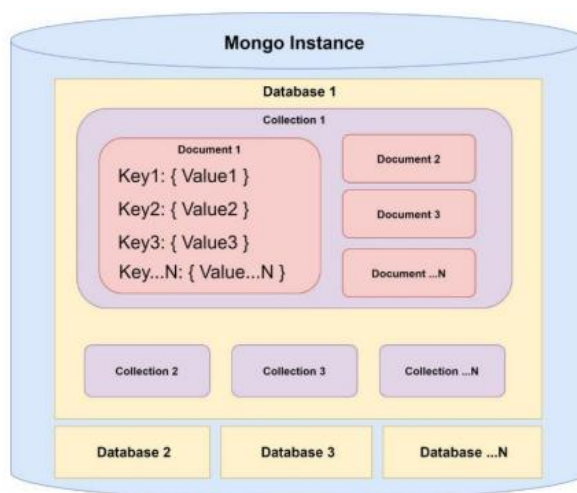 Mongo Instance
Database 1
Collection 1
Document 1
Key1: { Value1 }
Key2: { Value2 }
Key3: { Value3 }
Key...N: { Value...N }
Document 2
Document 3
Document ...N
Collection 2
Collection 3
Collection ...N
Database 2
Database 3
Database ...N